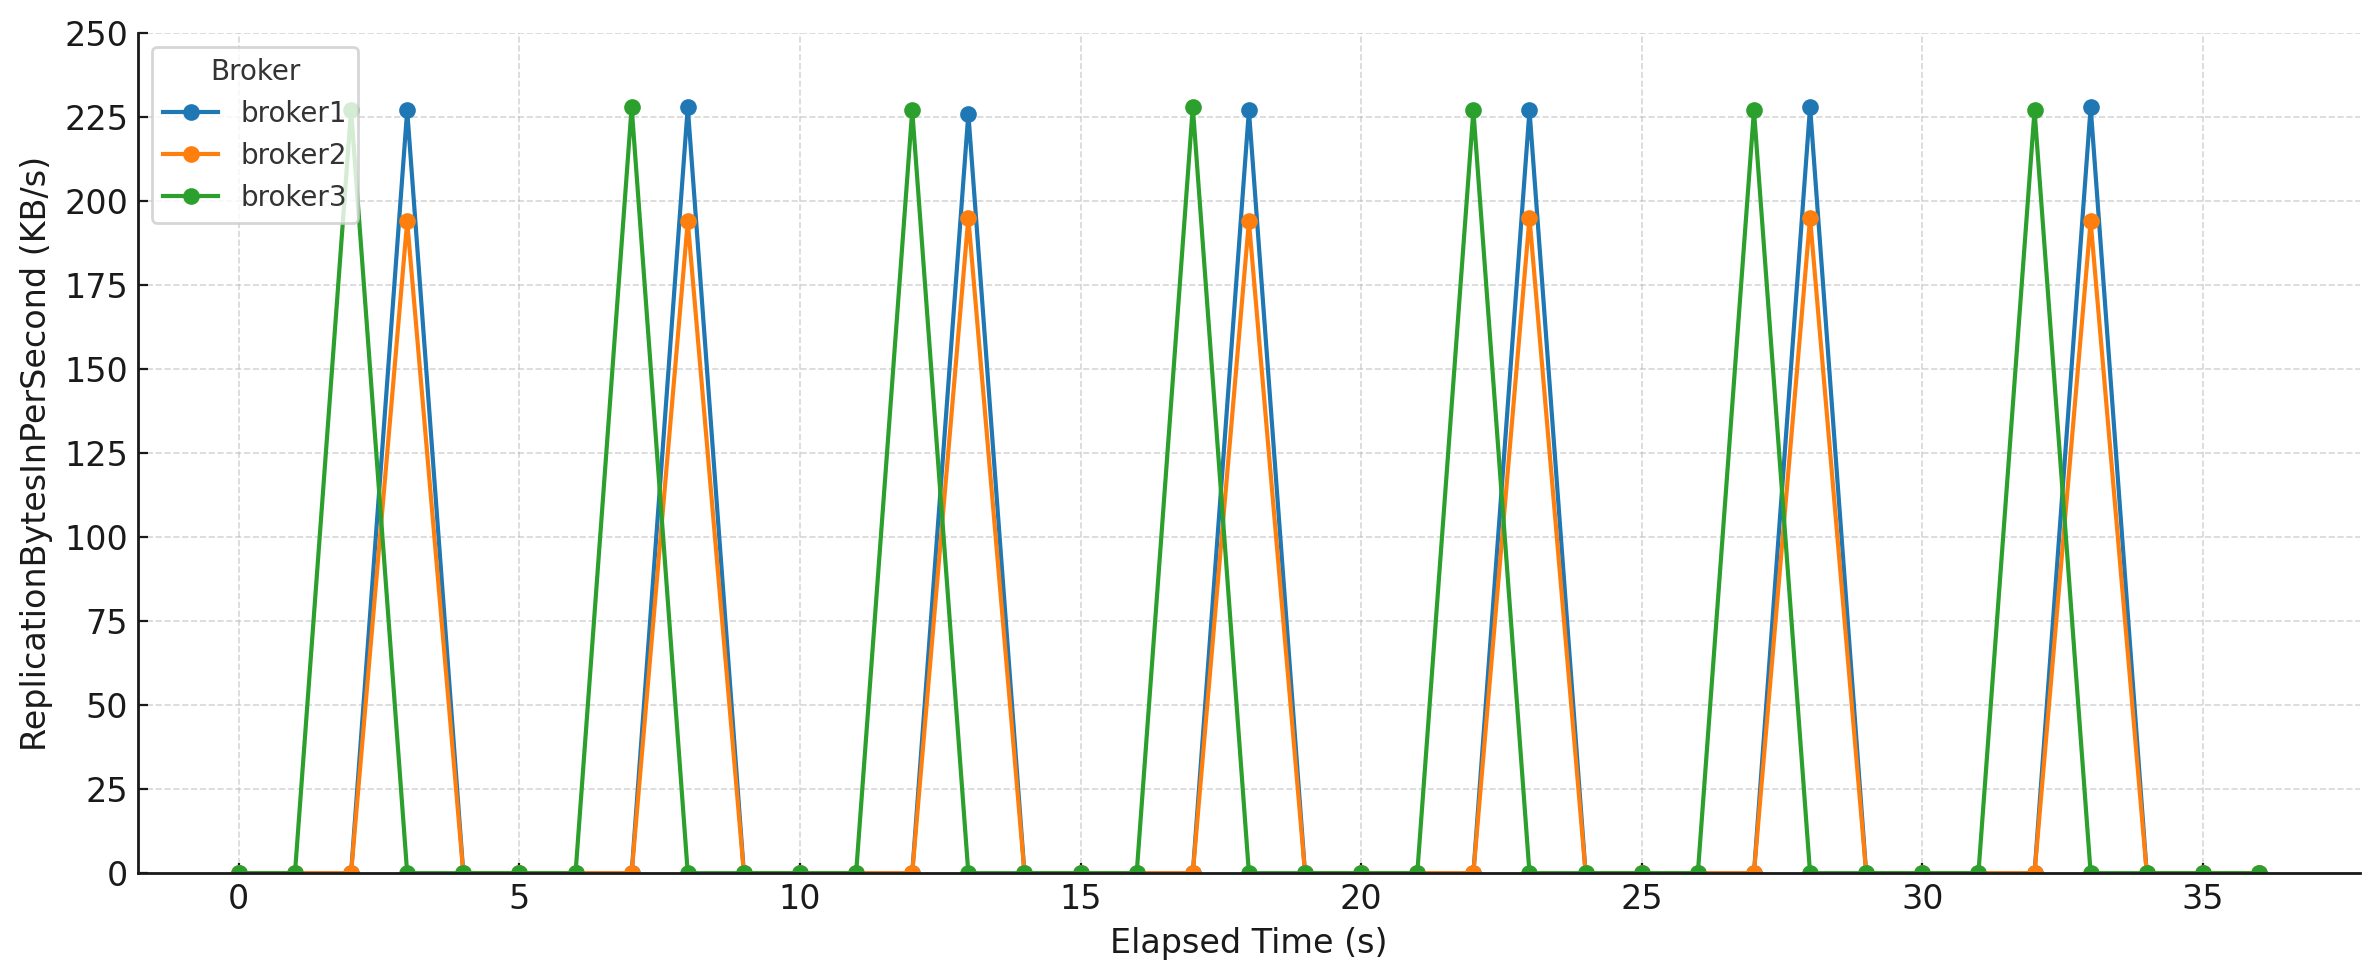 Broker
broker1
broker2
broker3
ReplicationBytesInPerSecond (KB/s)
250
225
200
175
150
125
100
75
50
25
0
0 5 10 15 20 25 30 35
Elapsed Time (s)